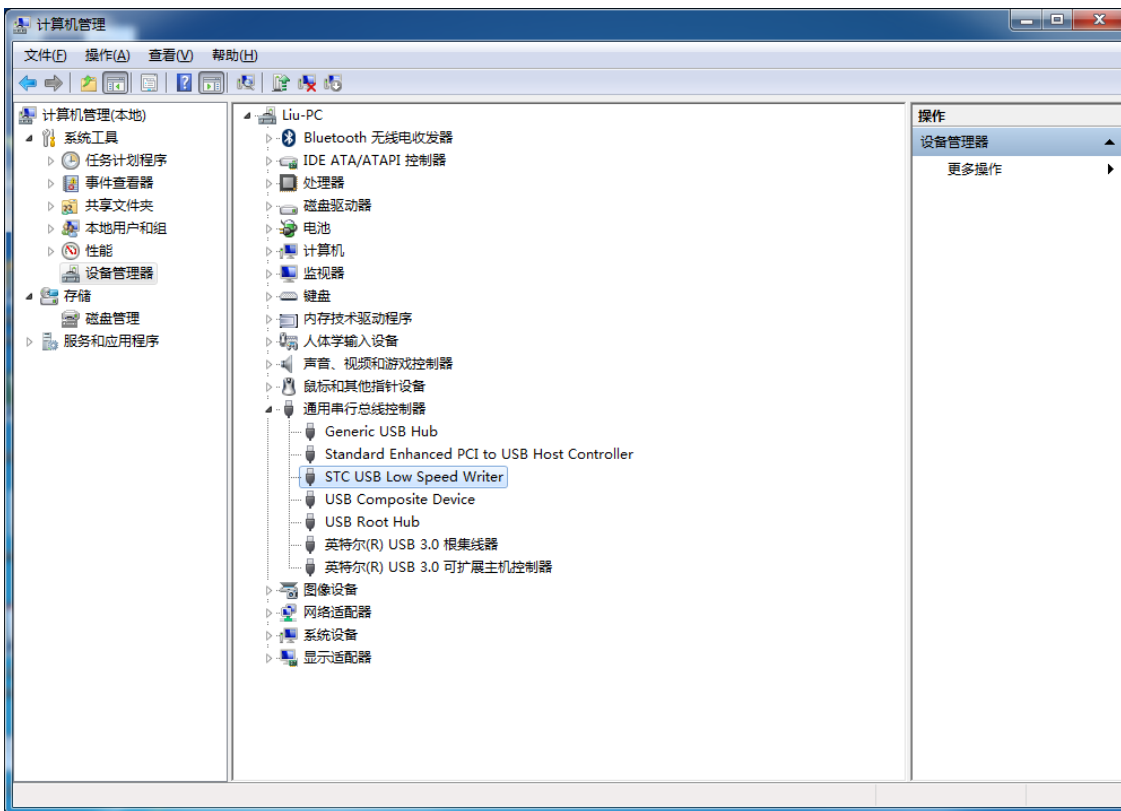 计算机管理
文件(F) 操作(A) 查看(V) 帮助(H)
计算机管理(本地)
系统工具
任务计划程序
事件查看器
共享文件夹
本地用户和组
性能
设备管理器
存储
磁盘管理
服务和应用程序
Liu-PC
Bluetooth 无线电收发器
IDE ATA/ATAPI 控制器
处理器
磁盘驱动器
电池
计算机
监视器
键盘
内存技术驱动程序
人体学输入设备
声音、视频和游戏控制器
鼠标和其他指针设备
通用串行总线控制器
Generic USB Hub
Standard Enhanced PCI to USB Host Controller
STC USB Low Speed Writer
USB Composite Device
USB Root Hub
英特尔(R) USB 3.0 根集线器
英特尔(R) USB 3.0 可扩展主机控制器
图像设备
网络适配器
系统设备
显示适配器
操作
设备管理器
更多操作